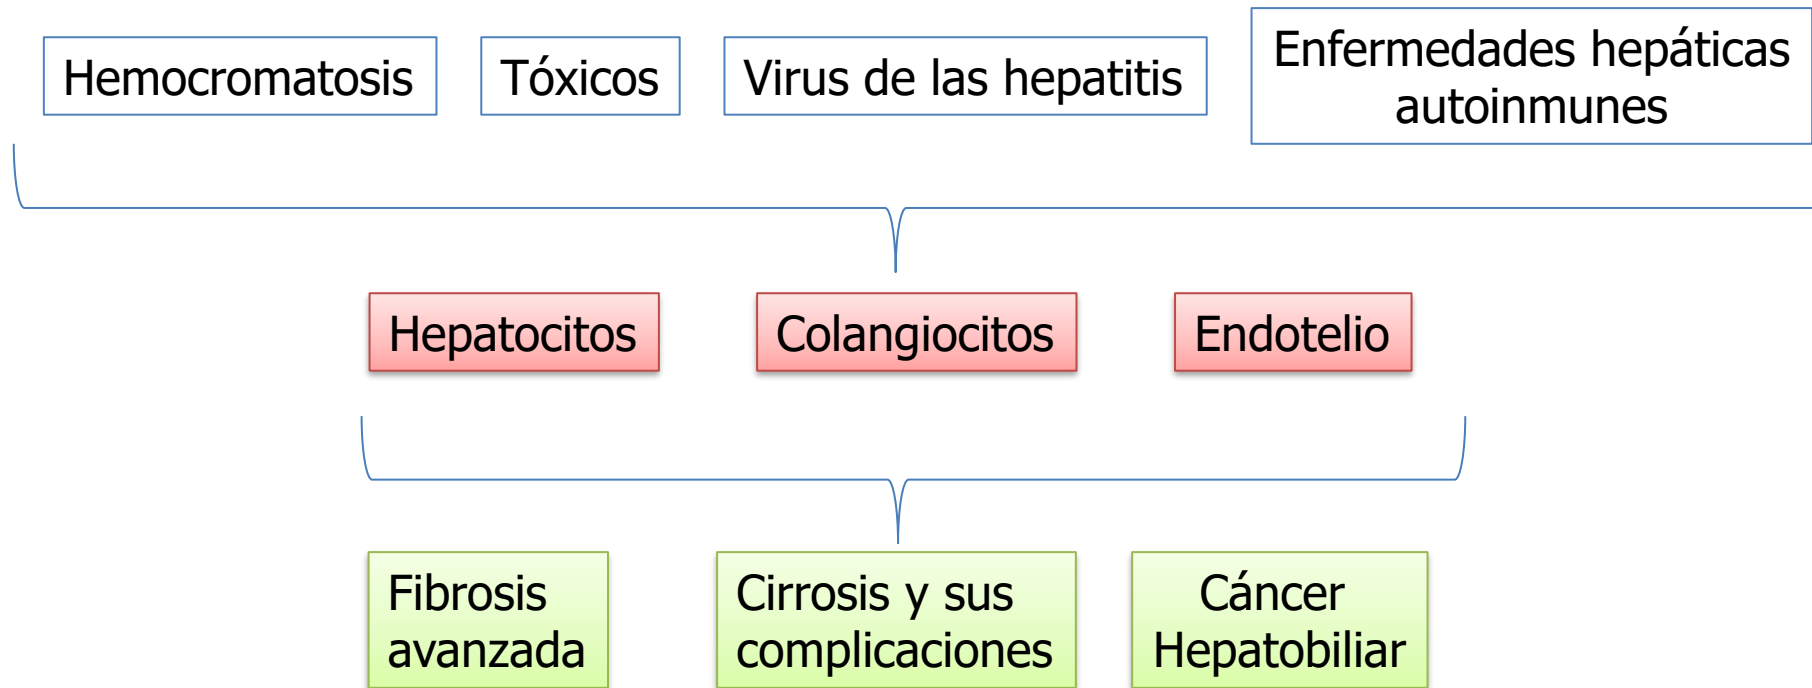 Hemocromatosis
Tóxicos
Virus de las hepatitis
Enfermedades hepáticas
autoinmunes
Hepatocitos
Colangiocitos
Endotelio
Fibrosis
avanzada
Cirrosis y sus
complicaciones
Cáncer
Hepatobiliar